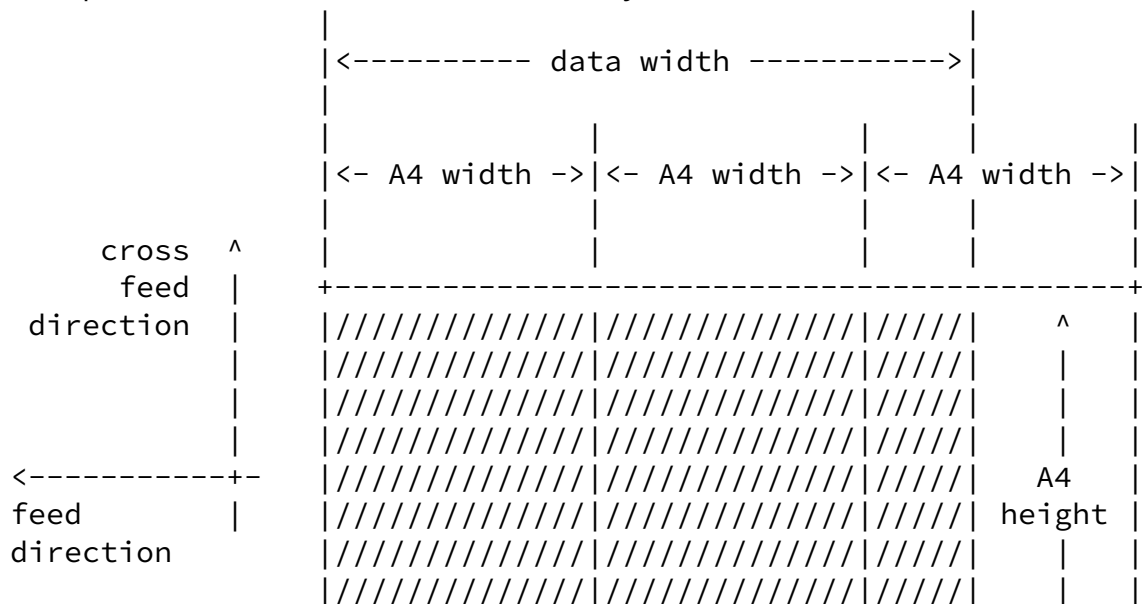 |                                   |
|<---------- data width ----------->|
|                                   |
|              |              |     |        |
|<- A4 width ->|<- A4 width ->|<- A4 width ->|
|              |              |     |        |
cross  ^    |              |              |     |        |
feed  |    +--------------------------------------------+
direction  |    |//////////////|//////////////|/////|    ^   |
|    |//////////////|//////////////|/////|    |   |
|    |//////////////|//////////////|/////|    |   |
|    |//////////////|//////////////|/////|    |   |
<-----------+-   |//////////////|//////////////|/////|   A4   |
feed        |    |//////////////|//////////////|/////| height |
direction        |//////////////|//////////////|/////|    |   |
|//////////////|//////////////|/////|    |   |